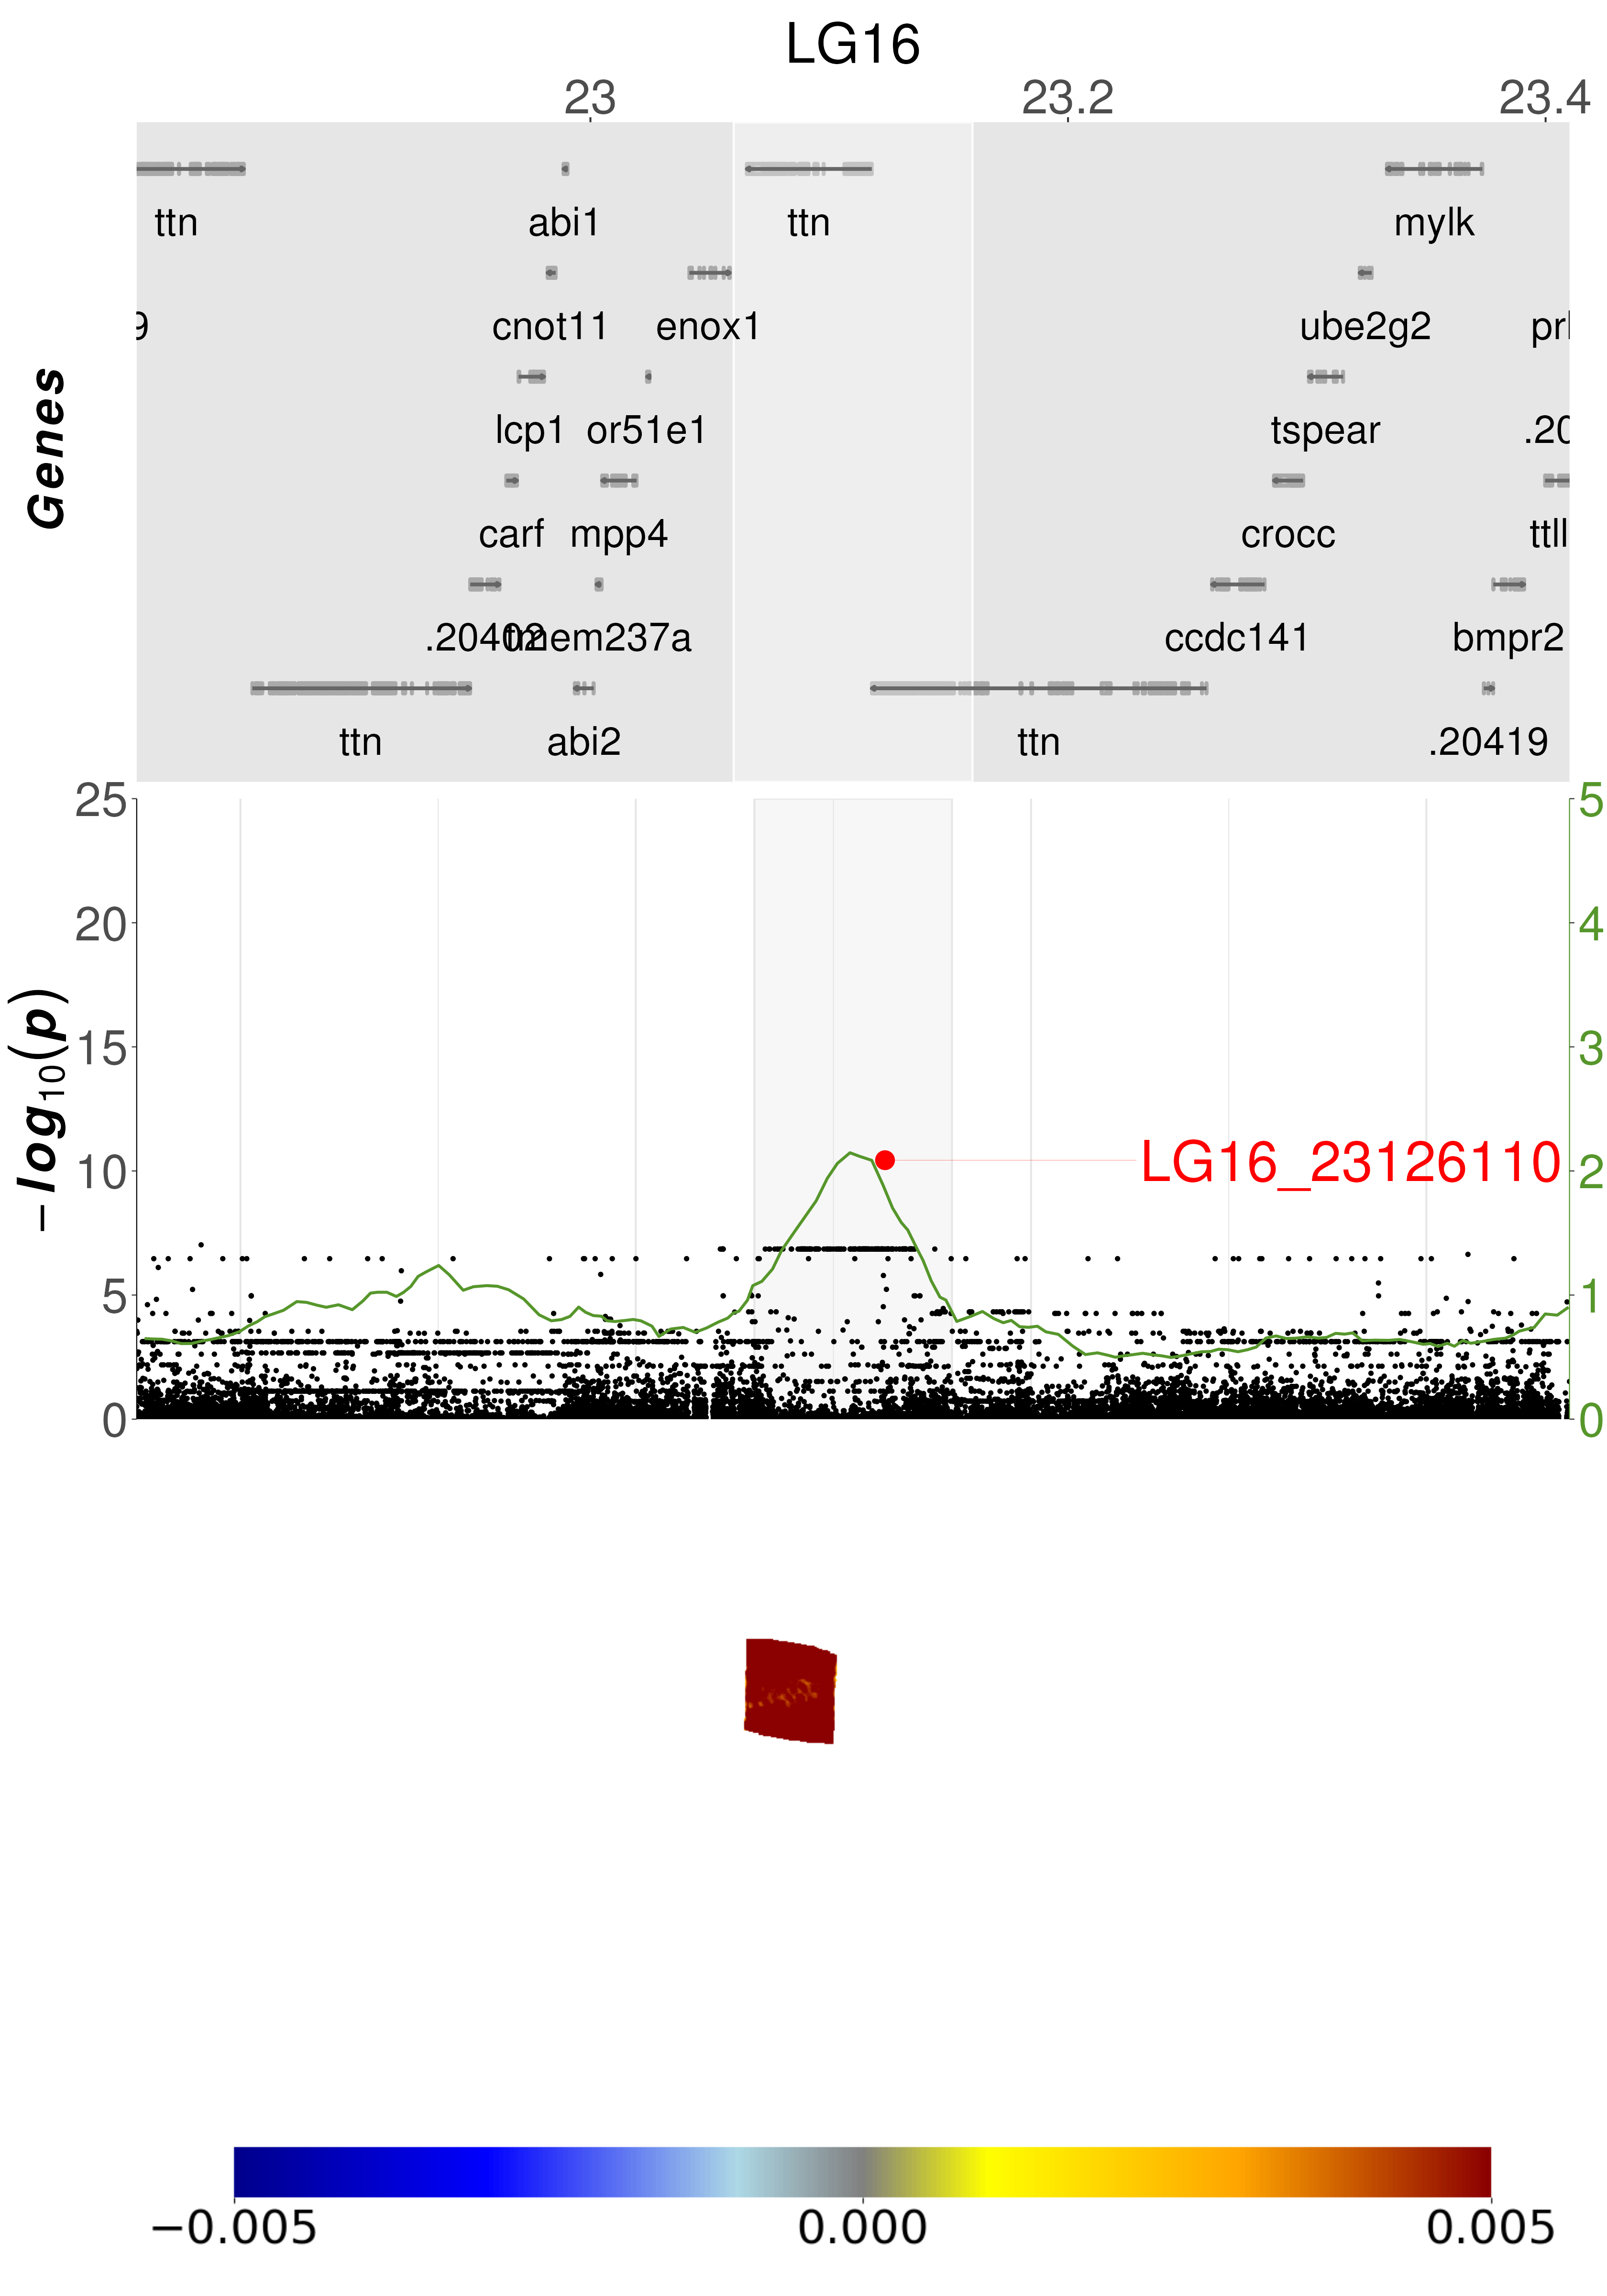 LG16
23 23.2 23.4
ttn abi1 ttn mylk
9 cnot11 enox1 ube2g2 prl
lcp1 or51e1 tspear .20
carf mpp4 crocc ttll
.20402 tmem237a ccdc141 bmpr2
ttn abi2 ttn .20419
Genes
25 5
20 4
15 3
10 2
5 1
0 0
−log10(p)
LG16_23126110
−0.005 0.000 0.005